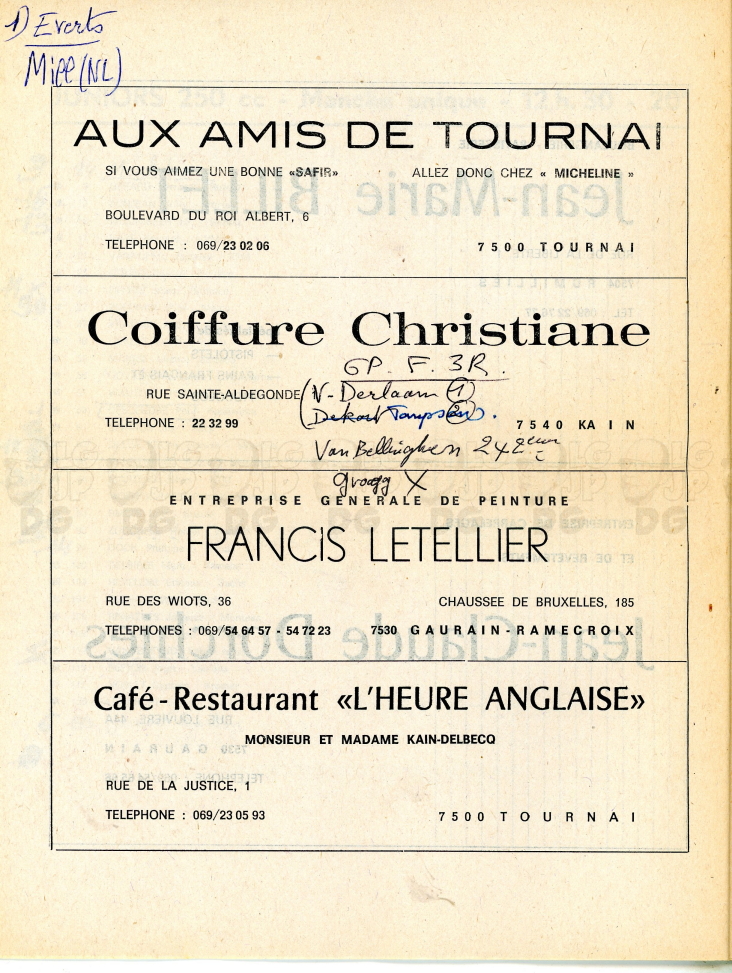 1) Everts
Mill (NL)
AUX AMIS DE TOURNAI
SI VOUS AIMEZ UNE BONNE «SAFIR» ALLEZ DONC CHEZ « MICHELINE »
BOULEVARD DU ROI ALBERT, 6
TELEPHONE : 069/23 02 06 7500 TOURNAI
Coiffure Christiane
GP. F. 3R.
RUE SAINTE-ALDEGONDE (V- Derlaam (1)
TELEPHONE : 22 32 99 7540 KAIN
Van Bellinghen
ENTREPRISE GENERALE DE PEINTURE
FRANCIS LETELLIER
RUE DES WIOTS, 36 CHAUSSEE DE BRUXELLES, 185
TELEPHONES : 069/54 64 57 - 54 72 23 7530 GAURAIN-RAMECROIX
Café-Restaurant «L'HEURE ANGLAISE»
MONSIEUR ET MADAME KAIN-DELBECQ
RUE DE LA JUSTICE, 1
TELEPHONE : 069/23 05 93 7500 TOURNAI